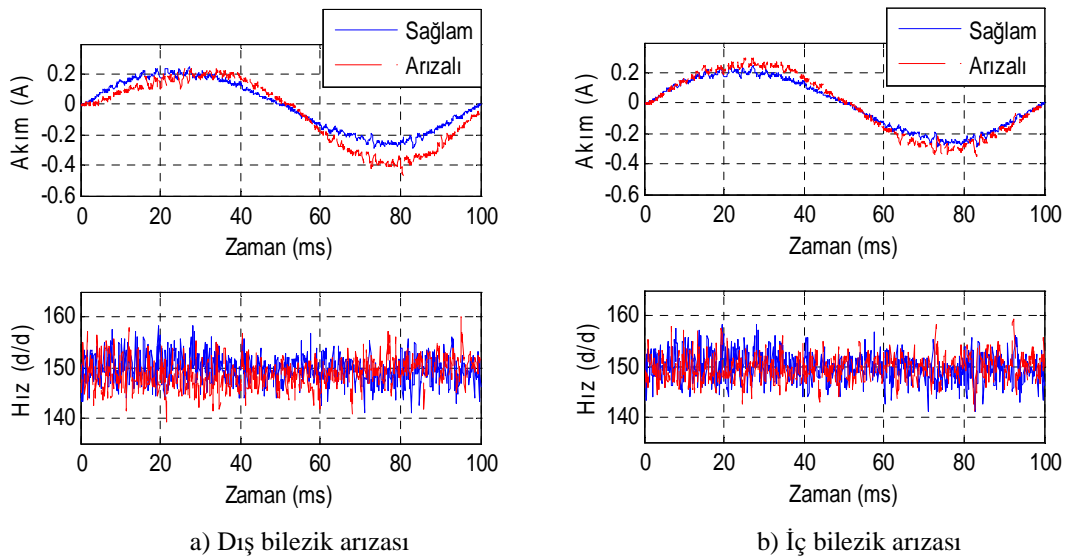 Sağlam
Arızalı
Akım (A)
0.2
0
-0.2
-0.4
-0.6
0 20 40 60 80 100
Zaman (ms)
Hız (d/d)
160
150
140
0 20 40 60 80 100
Zaman (ms)
a) Dış bilezik arızası
Sağlam
Arızalı
Akım (A)
0.2
0
-0.2
-0.4
-0.6
0 20 40 60 80 100
Zaman (ms)
Hız (d/d)
160
150
140
0 20 40 60 80 100
Zaman (ms)
b) İç bilezik arızası